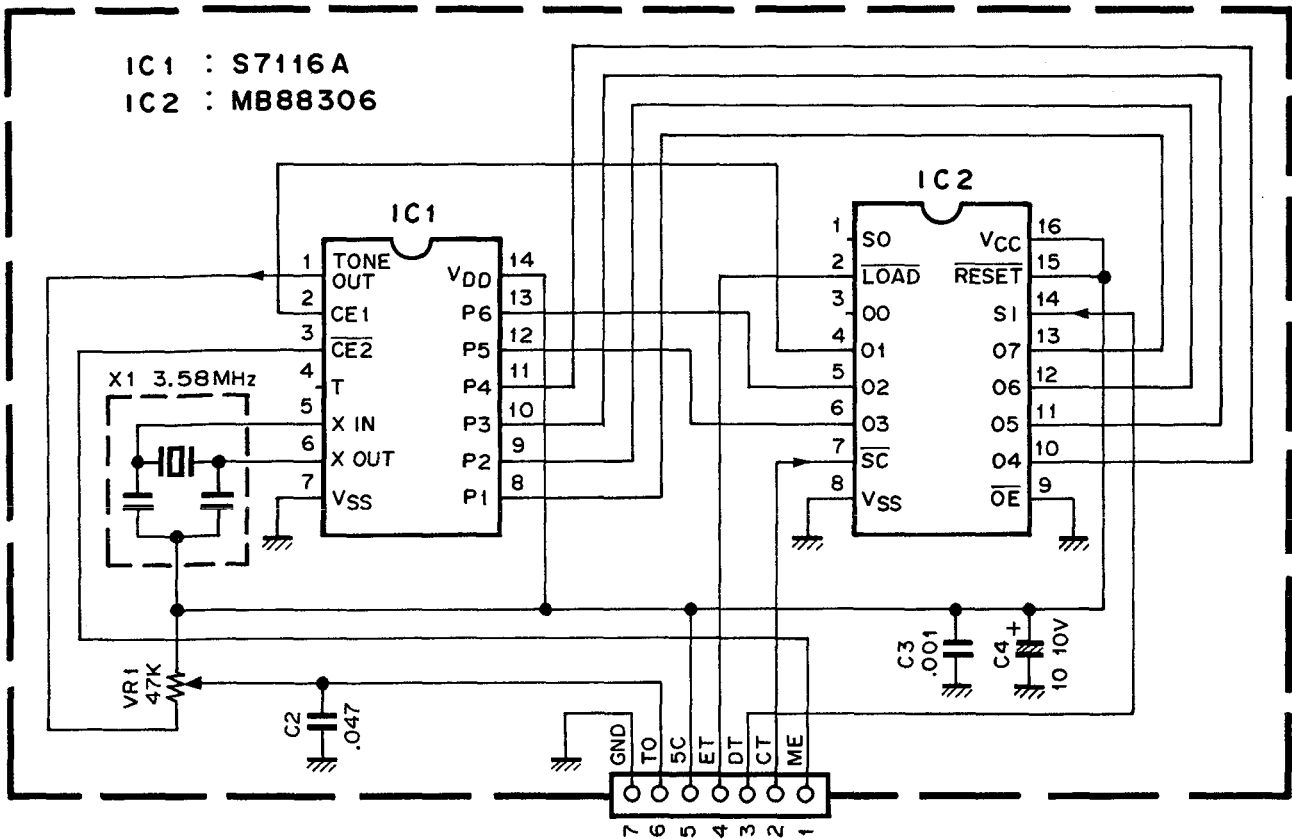 IC1 : S7116A
IC2 : MB88306
IC1
1 TONE OUT
2 CE1
3 CE2
4 T
5 X IN
6 X OUT
7 VSS
14 VDD
13 P6
12 P5
11 P4
10 P3
9 P2
8 P1
IC2
1 SO
2 LOAD
3 O0
4 O1
5 O2
6 O3
7 SC
8 VSS
16 VCC
15 RESET
14 SI
13 O7
12 O6
11 O5
10 O4
9 OE
X1 3.58MHz
VR1
47K
C2
.047
C3
.001
C4
+
10 10V
GND
TO
5C
ET
DT
CT
ME
7
6
5
4
3
2
1